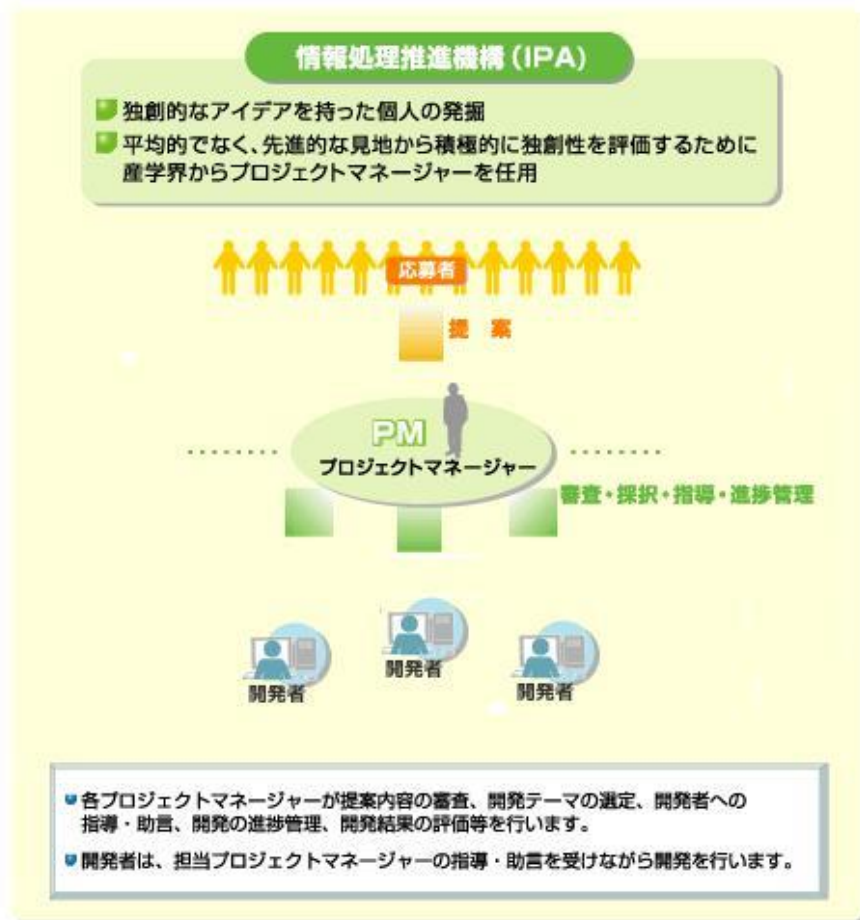 情報処理推進機構(IPA)
独創的なアイデアを持った個人の発掘
平均的でなく、先進的な見地から積極的に独創性を評価するために
産学界からプロジェクトマネージャーを任用
応募者
提 案
PM
プロジェクトマネージャー
審査・採択・指導・進捗管理
開発者
開発者
開発者
各プロジェクトマネージャーが提案内容の審査、開発テーマの選定、開発者への
指導・助言、開発の進捗管理、開発結果の評価等を行います。
開発者は、担当プロジェクトマネージャーの指導・助言を受けながら開発を行います。